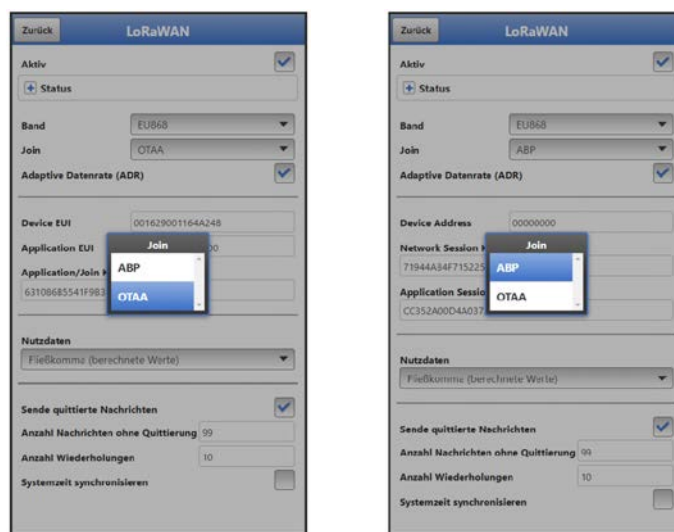 Zurück
LoRaWAN
Aktiv
Status
Band
EU868
Join
OTAA
Adaptive Datenrate (ADR)
Device EUI
001629001164A248
Application EUI
00
Application/Join
63108685541F9B3
Join
ABP
OTAA
Nutzdaten
Fließkomma (berechnete Werte)
Sende quittierte Nachrichten
Anzahl Nachrichten ohne Quittierung 99
Anzahl Wiederholungen
10
Systemzeit synchronisieren
Zurück
LoRaWAN
Aktiv
Status
Band
EU868
Join
ABP
Adaptive Datenrate (ADR)
Device Address
00000000
Network Session
71944A34F715225
Application Sessio
CC352A00D4A037
Join
ABP
OTAA
Nutzdaten
Fließkomma (berechnete Werte)
Sende quittierte Nachrichten
Anzahl Nachrichten ohne Quittierung 99
Anzahl Wiederholungen
10
Systemzeit synchronisieren